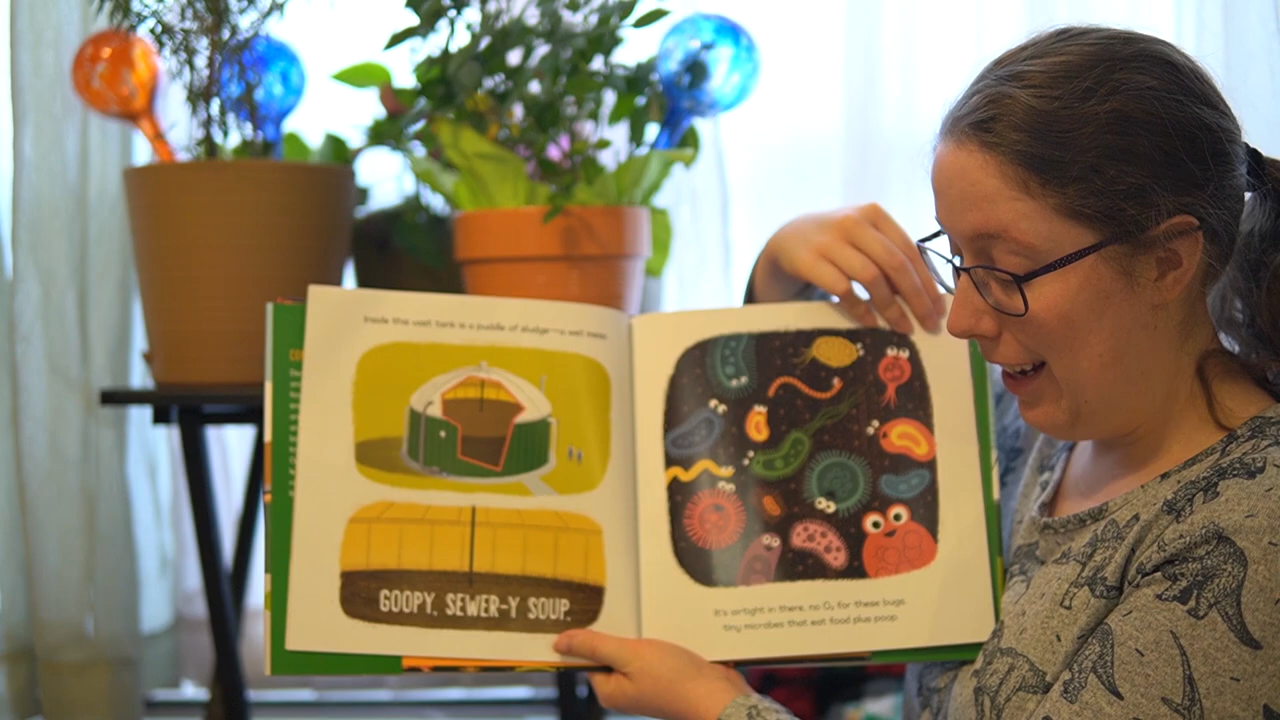 Inside this vast tank is a puddle of sludge—a wet mess
GOOPY, SEWER-Y SOUP.
It's airtight in there, no O₂ for these bugs,
tiny microbes that eat food plus poop.